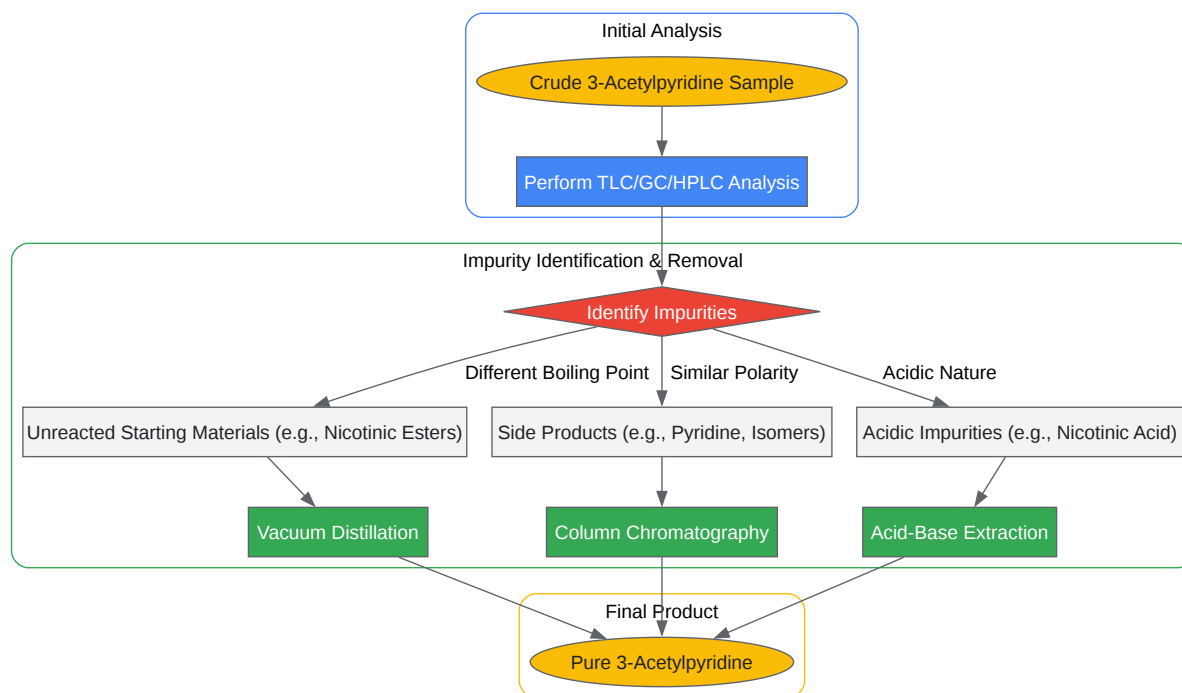 Initial Analysis
Crude 3-Acetylpyridine Sample
Perform TLC/GC/HPLC Analysis
Impurity Identification & Removal
Identify Impurities
Different Boiling Point
Similar Polarity
Acidic Nature
Unreacted Starting Materials (e.g., Nicotinic Esters)
Side Products (e.g., Pyridine, Isomers)
Acidic Impurities (e.g., Nicotinic Acid)
Vacuum Distillation
Column Chromatography
Acid-Base Extraction
Final Product
Pure 3-Acetylpyridine